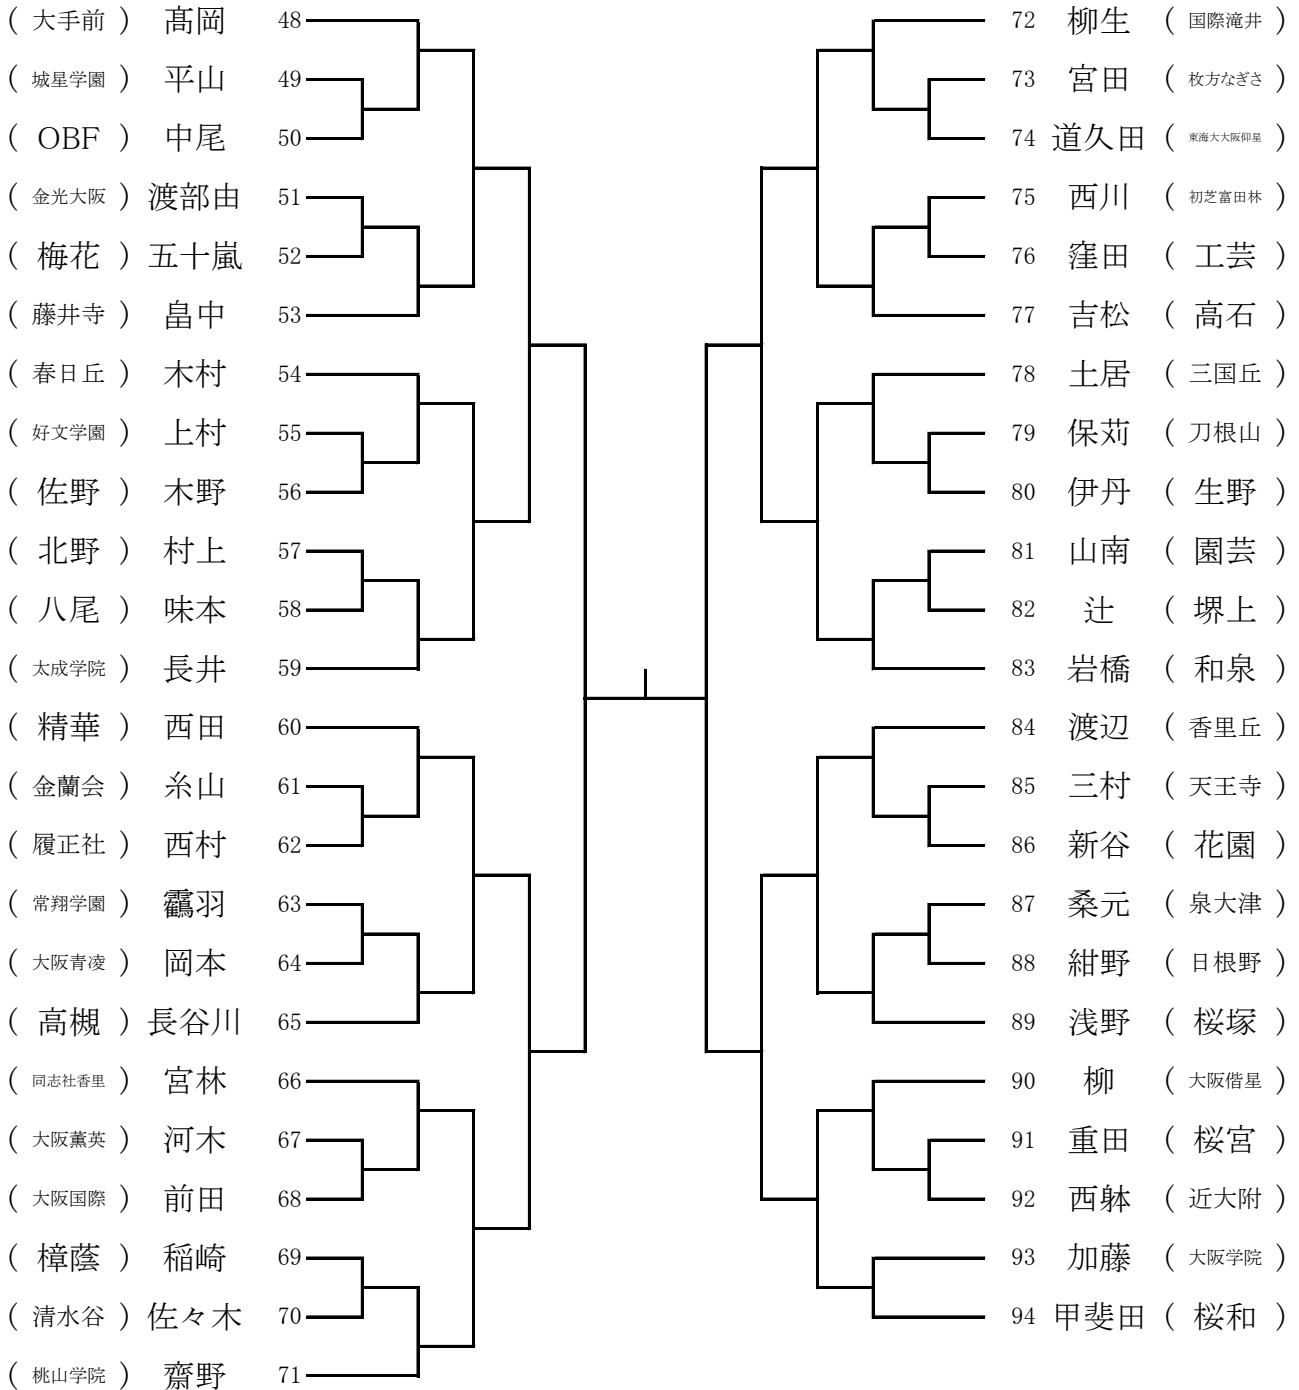 ( 大手前 ) 髙岡 48
( 城星学園 ) 平山 49
( OBF ) 中尾 50
( 金光大阪 ) 渡部由 51
( 梅花 ) 五十嵐 52
( 藤井寺 ) 畠中 53
( 春日丘 ) 木村 54
( 好文学園 ) 上村 55
( 佐野 ) 木野 56
( 北野 ) 村上 57
( 八尾 ) 味本 58
( 太成学院 ) 長井 59
( 精華 ) 西田 60
( 金蘭会 ) 糸山 61
( 履正社 ) 西村 62
( 常翔学園 ) 靍羽 63
( 大阪青凌 ) 岡本 64
( 高槻 ) 長谷川 65
( 同志社香里 ) 宮林 66
( 大阪薫英 ) 河木 67
( 大阪国際 ) 前田 68
( 樟蔭 ) 稲崎 69
( 清水谷 ) 佐々木 70
( 桃山学院 ) 齋野 71
72 柳生 ( 国際滝井 )
73 宮田 ( 枚方なぎさ )
74 道久田 ( 東海大大阪仰星 )
75 西川 ( 初芝富田林 )
76 窪田 ( 工芸 )
77 吉松 ( 高石 )
78 土居 ( 三国丘 )
79 保苅 ( 刀根山 )
80 伊丹 ( 生野 )
81 山南 ( 園芸 )
82 辻 ( 堺上 )
83 岩橋 ( 和泉 )
84 渡辺 ( 香里丘 )
85 三村 ( 天王寺 )
86 新谷 ( 花園 )
87 桑元 ( 泉大津 )
88 紺野 ( 日根野 )
89 浅野 ( 桜塚 )
90 柳 ( 大阪偕星 )
91 重田 ( 桜宮 )
92 西躰 ( 近大附 )
93 加藤 ( 大阪学院 )
94 甲斐田 ( 桜和 )